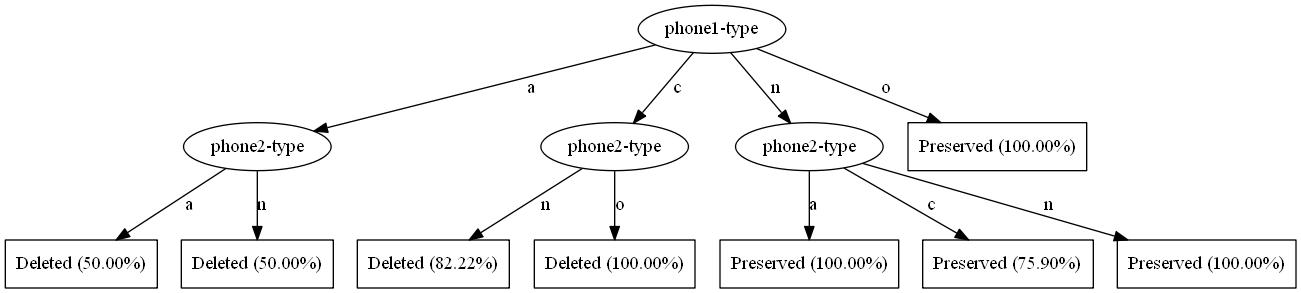 phone1-type
a
c
n
o
phone2-type
phone2-type
phone2-type
Preserved (100.00%)
a
n
n
o
a
c
n
Deleted (50.00%)
Deleted (50.00%)
Deleted (82.22%)
Deleted (100.00%)
Preserved (100.00%)
Preserved (75.90%)
Preserved (100.00%)